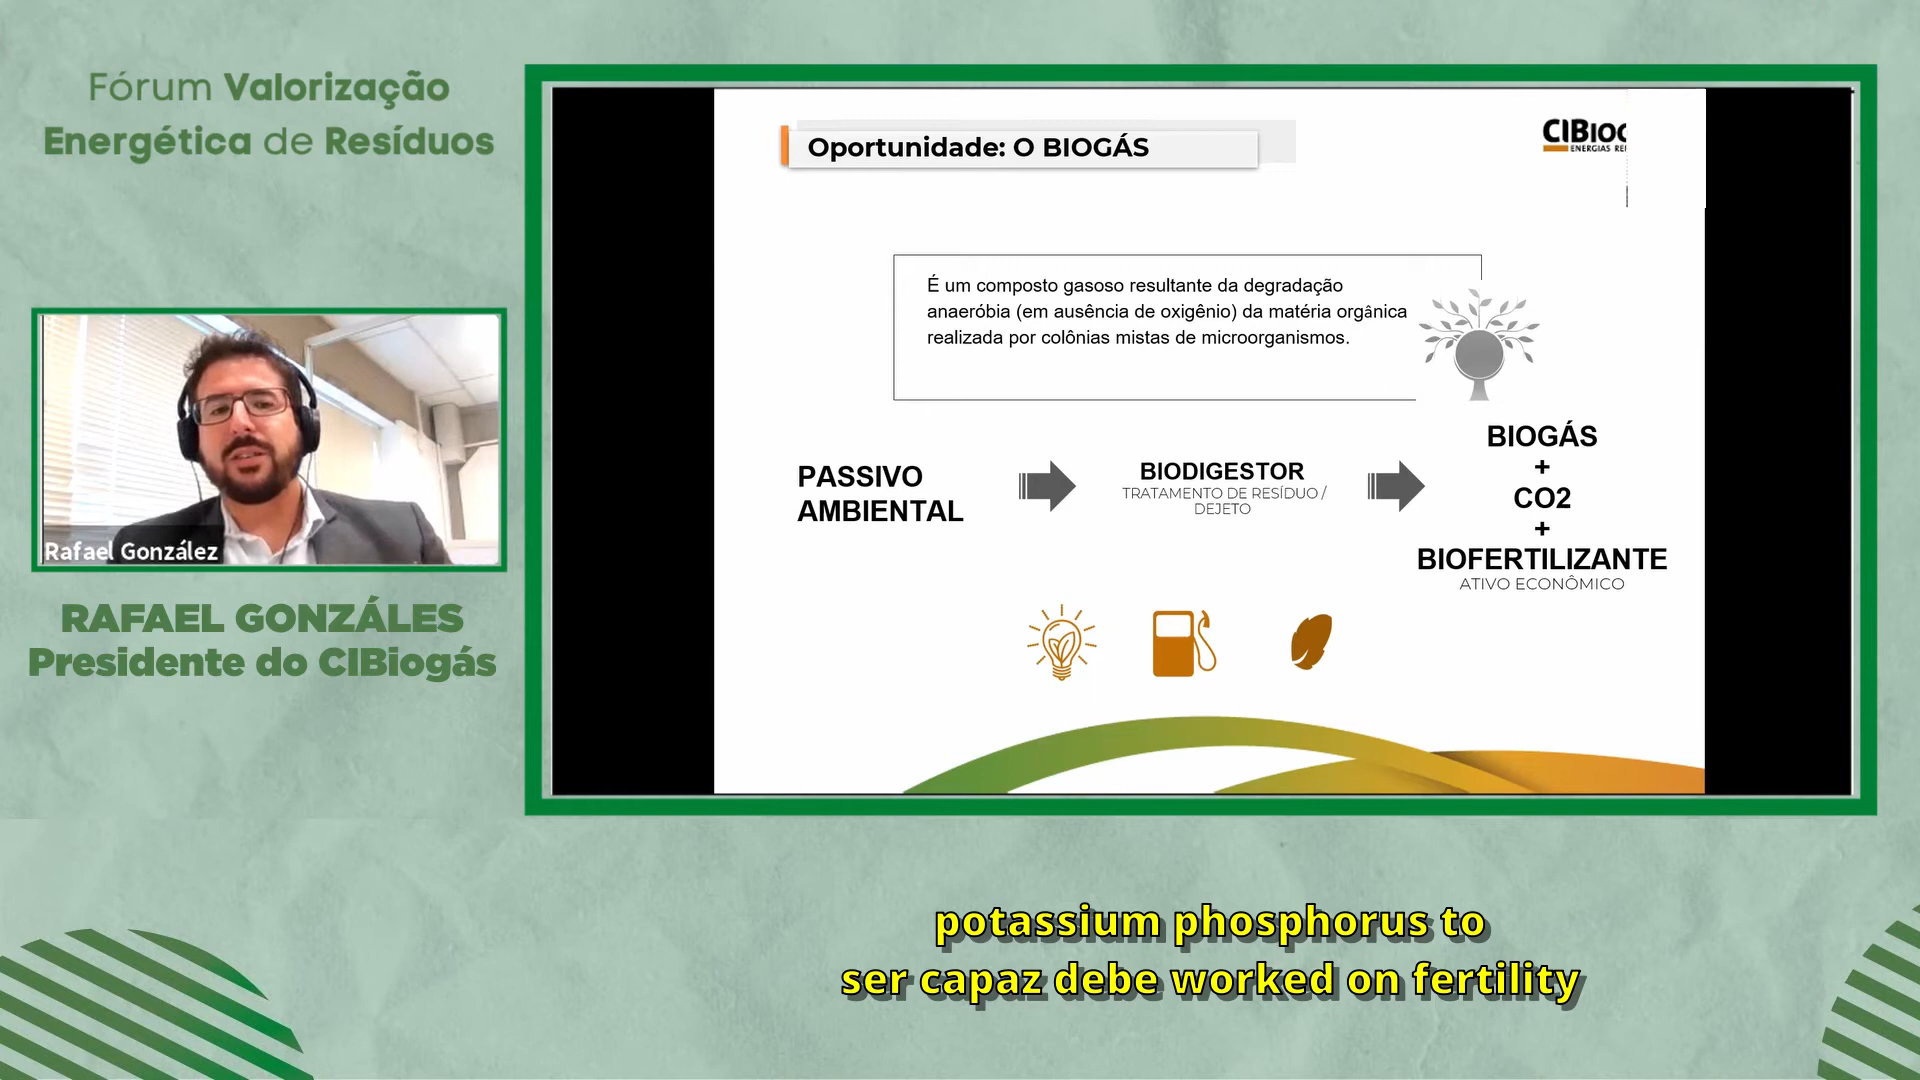 Fórum Valorização
Energética de Resíduos
Rafael González
RAFAEL GONZÁLES
Presidente do CIBiogás
Oportunidade: O BIOGÁS
CIBIOG
ENERGIAS RE
É um composto gasoso resultante da degradação
anaeróbia (em ausência de oxigênio) da matéria orgânica
realizada por colônias mistas de microorganismos.
PASSIVO
AMBIENTAL
BIODIGESTOR
TRATAMENTO DE RESÍDUO /
DEJETO
BIOGÁS
+
CO2
+
BIOFERTILIZANTE
ATIVO ECONÔMICO
potassium phosphorus to
ser capaz debe worked on fertility